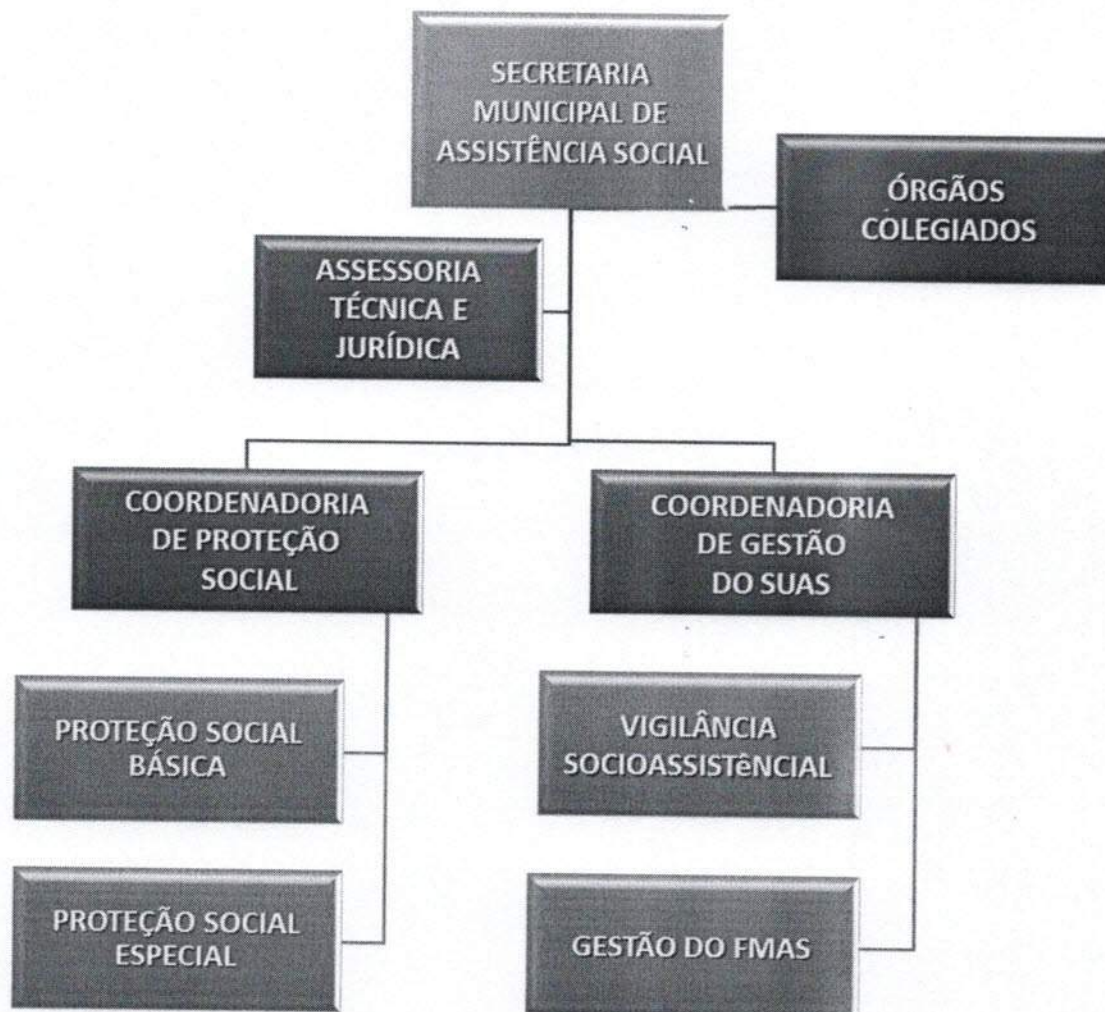 SECRETARIA
MUNICIPAL DE
ASSISTÊNCIA SOCIAL
ÓRGÃOS
COLEGIADOS
ASSESSORIA
TÉCNICA E
JURÍDICA
COORDENADORIA
DE PROTEÇÃO
SOCIAL
COORDENADORIA
DE GESTÃO
DO SUAS
PROTEÇÃO SOCIAL
BÁSICA
VIGILÂNCIA
SOCIOASSISTêNCIAL
PROTEÇÃO SOCIAL
ESPECIAL
GESTÃO DO FMAS